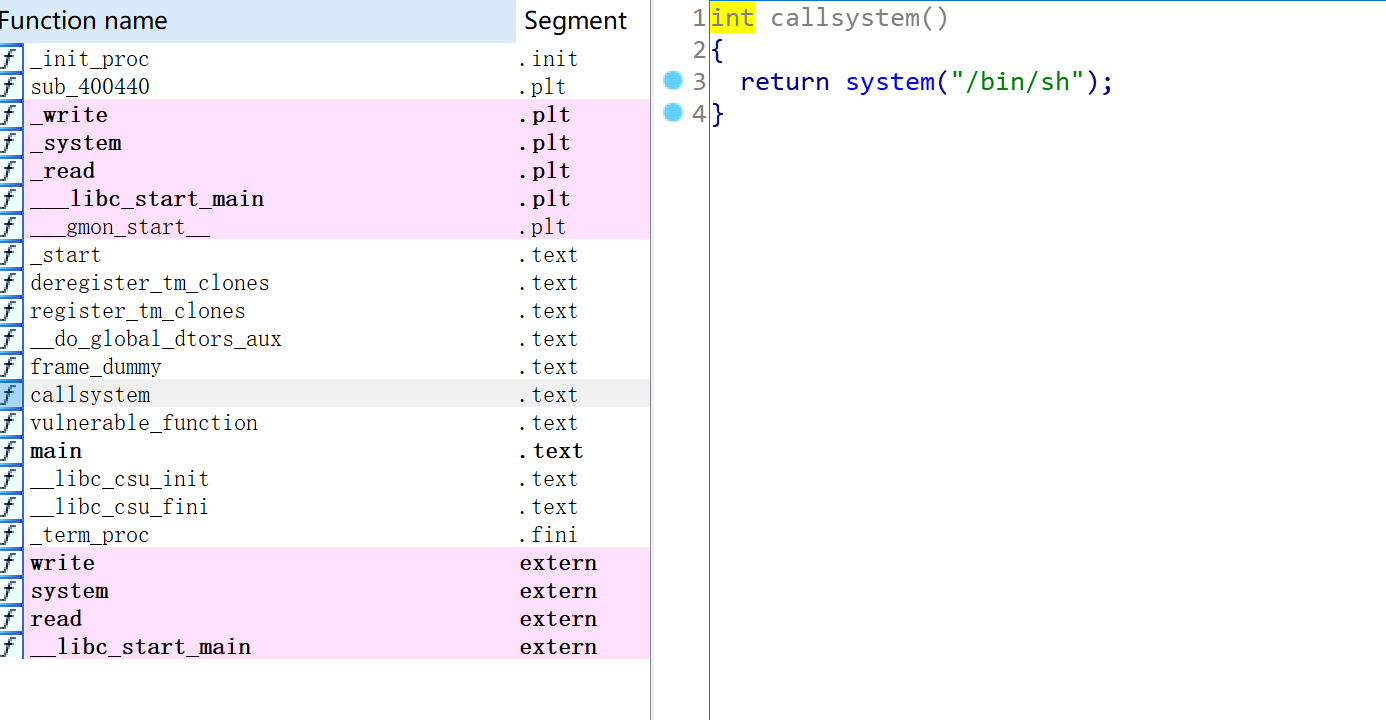 Function name Segment
f _init_proc .init
f sub_400440 .plt
f _write .plt
f _system .plt
f _read .plt
f ___libc_start_main .plt
f ___gmon_start__ .plt
f _start .text
f deregister_tm_clones .text
f register_tm_clones .text
f __do_global_dtors_aux .text
f frame_dummy .text
f callsystem .text
f vulnerable_function .text
f main .text
f __libc_csu_init .text
f __libc_csu_fini .text
f _term_proc .fini
f write extern
f system extern
f read extern
f __libc_start_main extern
1 int callsystem()
2 {
3 return system("/bin/sh");
4 }